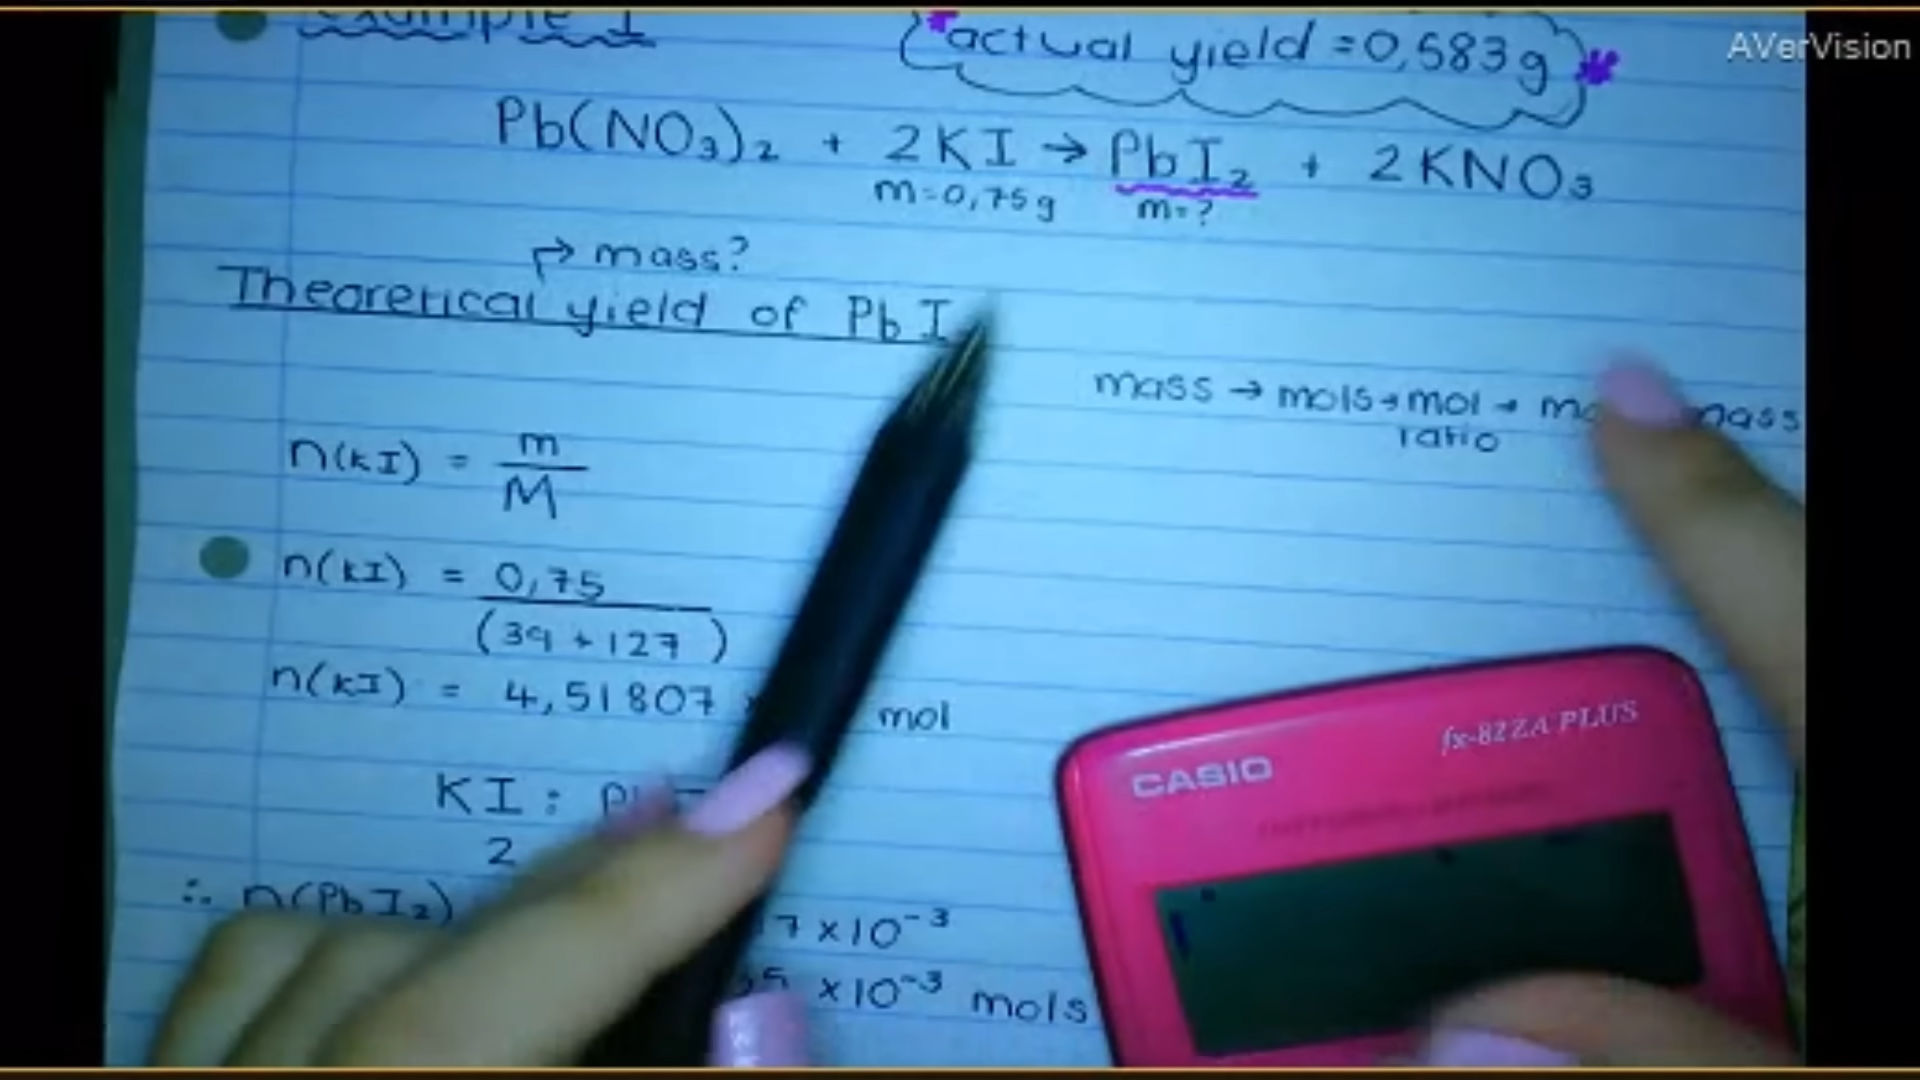 Example 1
*actual yield = 0,583g*
AVerVision
Pb(NO₃)₂ + 2KI → PbI₂ + 2KNO₃
m=0,75g m=?
↱ mass?
Theoretical yield of PbI
mass → mols → mol → mass
ratio
n(KI) = m
M
n(KI) = 0,75
(39 + 127)
n(KI) = 4,51807 mol
KI :
2
∴ n(PbI₂)
7 ×10⁻³
×10⁻³ mols
CASIO
fx-82ZA PLUS